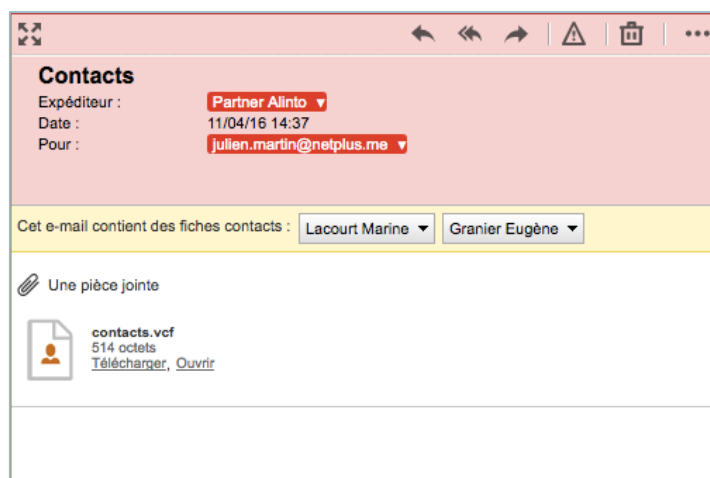 Contacts
Expéditeur : Partner Alinto
Date : 11/04/16 14:37
Pour : julien.martin@netplus.me
Cet e-mail contient des fiches contacts : Lacourt Marine Granier Eugène
Une pièce jointe
contacts.vcf
514 octets
Télécharger, Ouvrir